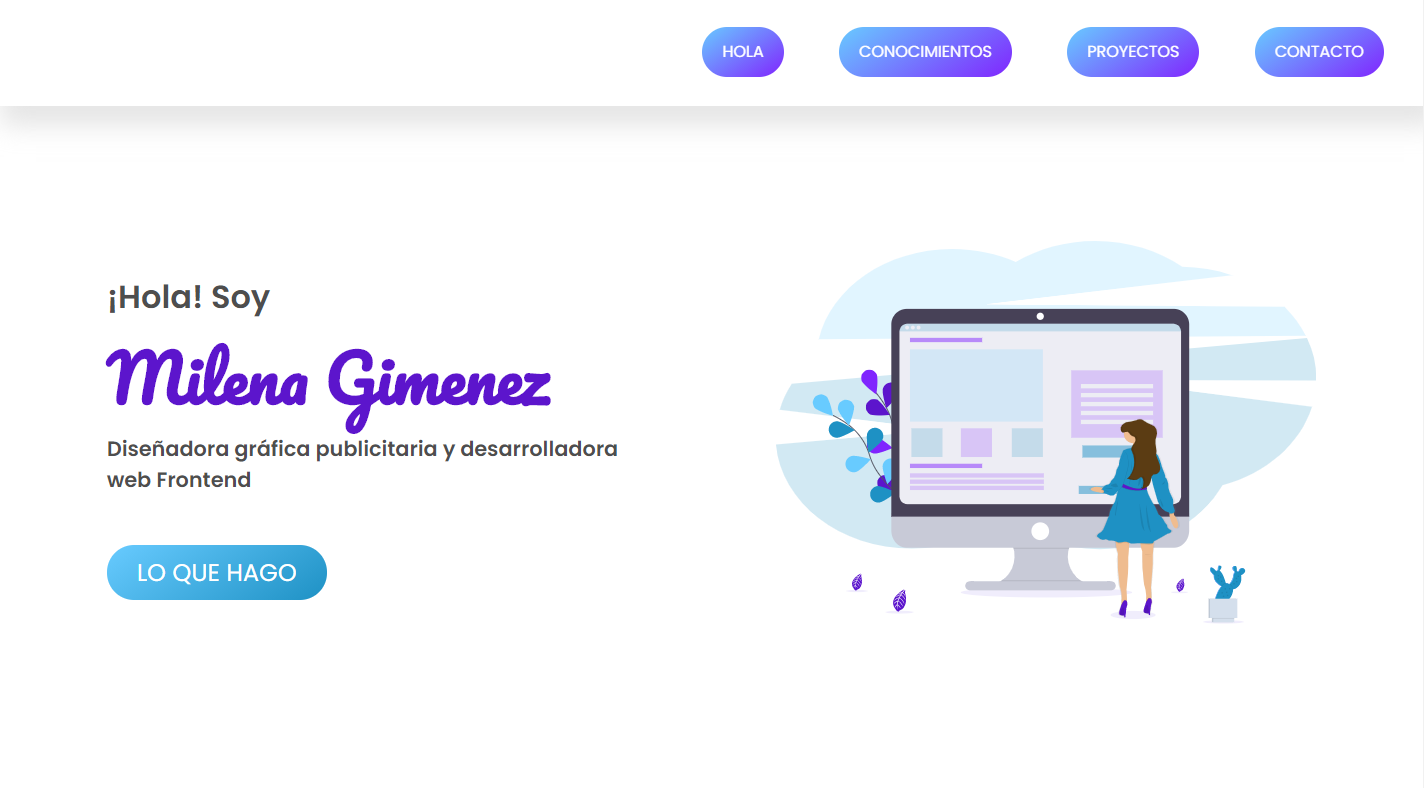 HOLA
CONOCIMIENTOS
PROYECTOS
CONTACTO
¡Hola! Soy
Milena Gimenez
Diseñadora gráfica publicitaria y desarrolladora
web Frontend
LO QUE HAGO